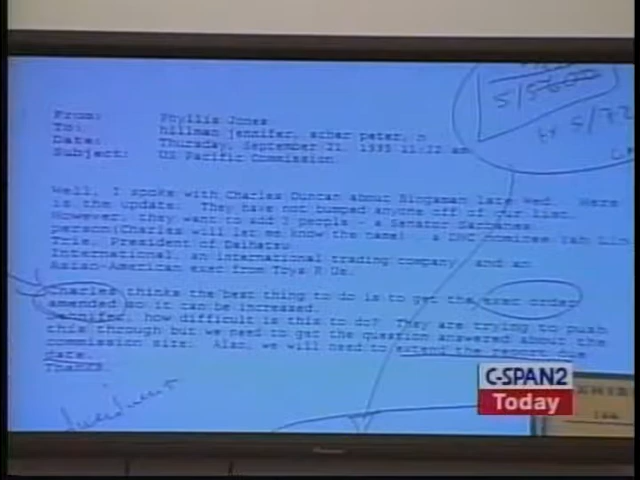 From: Phyllis Jones
To: hillman jennifer, scher peter, n
Date: Thursday, September 21, 1995 11:22 am
Subject: US Pacific Commission
5/5600
Well, I spoke with Charles Duncan about Bingaman late Wed. Here
is the update. They have not bumped anyone off of our list.
However, they want to add 3 people - a Senator Sarbanes
person(Charles will let me know the name) - a DNC nominee Yah Lin
Trie, President of Daihatsu
International, an international trading company, and an
Asian-American exec from Toys R Us.
Charles thinks the best thing to do is to get the exec order
amended so it can be increased.
Jennifer, how difficult is this to do? They are trying to push
this through but we need to get the question answered about the
commission size. Also, we will need to extend the report due
date.
Thanks.
C-SPAN2
Today